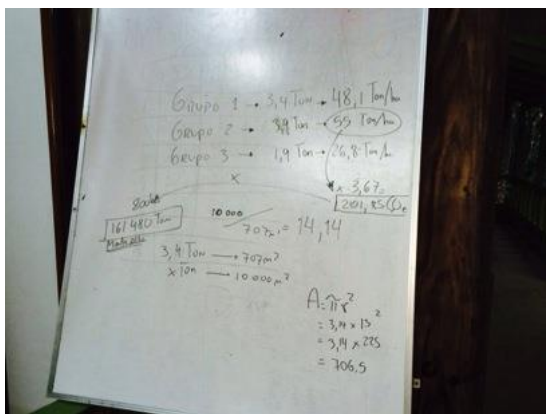 GRUPO 1 → 3,4 Ton → 48,1 Ton/ha
GRUPO 2 → 3,9 Ton → 55 Ton/ha
GRUPO 3 → 1,9 Ton → 26,8 Ton/ha
x
x 3,67 =
201,85
800 ha
161 480 Ton
10 000
707 = 14,14
3,4 Ton → 707 m²
x Ton → 10 000 m²
A = πr²
= 3,14 x 15²
= 3,14 x 225
= 706,5